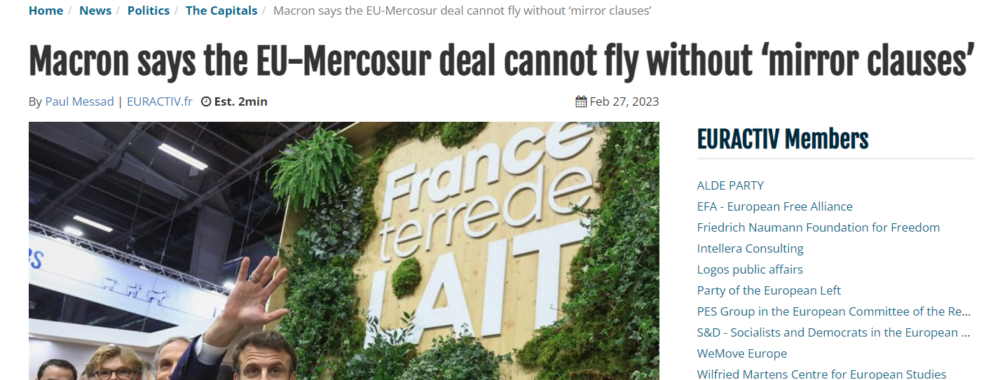 Home / News / Politics / The Capitals / Macron says the EU-Mercosur deal cannot fly without ‘mirror clauses’
Macron says the EU-Mercosur deal cannot fly without ‘mirror clauses’
By Paul Messad | EURACTIV.fr Est. 2min
Feb 27, 2023
France
terre de
LAIT
EURACTIV Members
ALDE PARTY
EFA - European Free Alliance
Friedrich Naumann Foundation for Freedom
Intellera Consulting
Logos public affairs
Party of the European Left
PES Group in the European Committee of the Re...
S&D - Socialists and Democrats in the European ...
WeMove Europe
Wilfried Martens Centre for European Studies